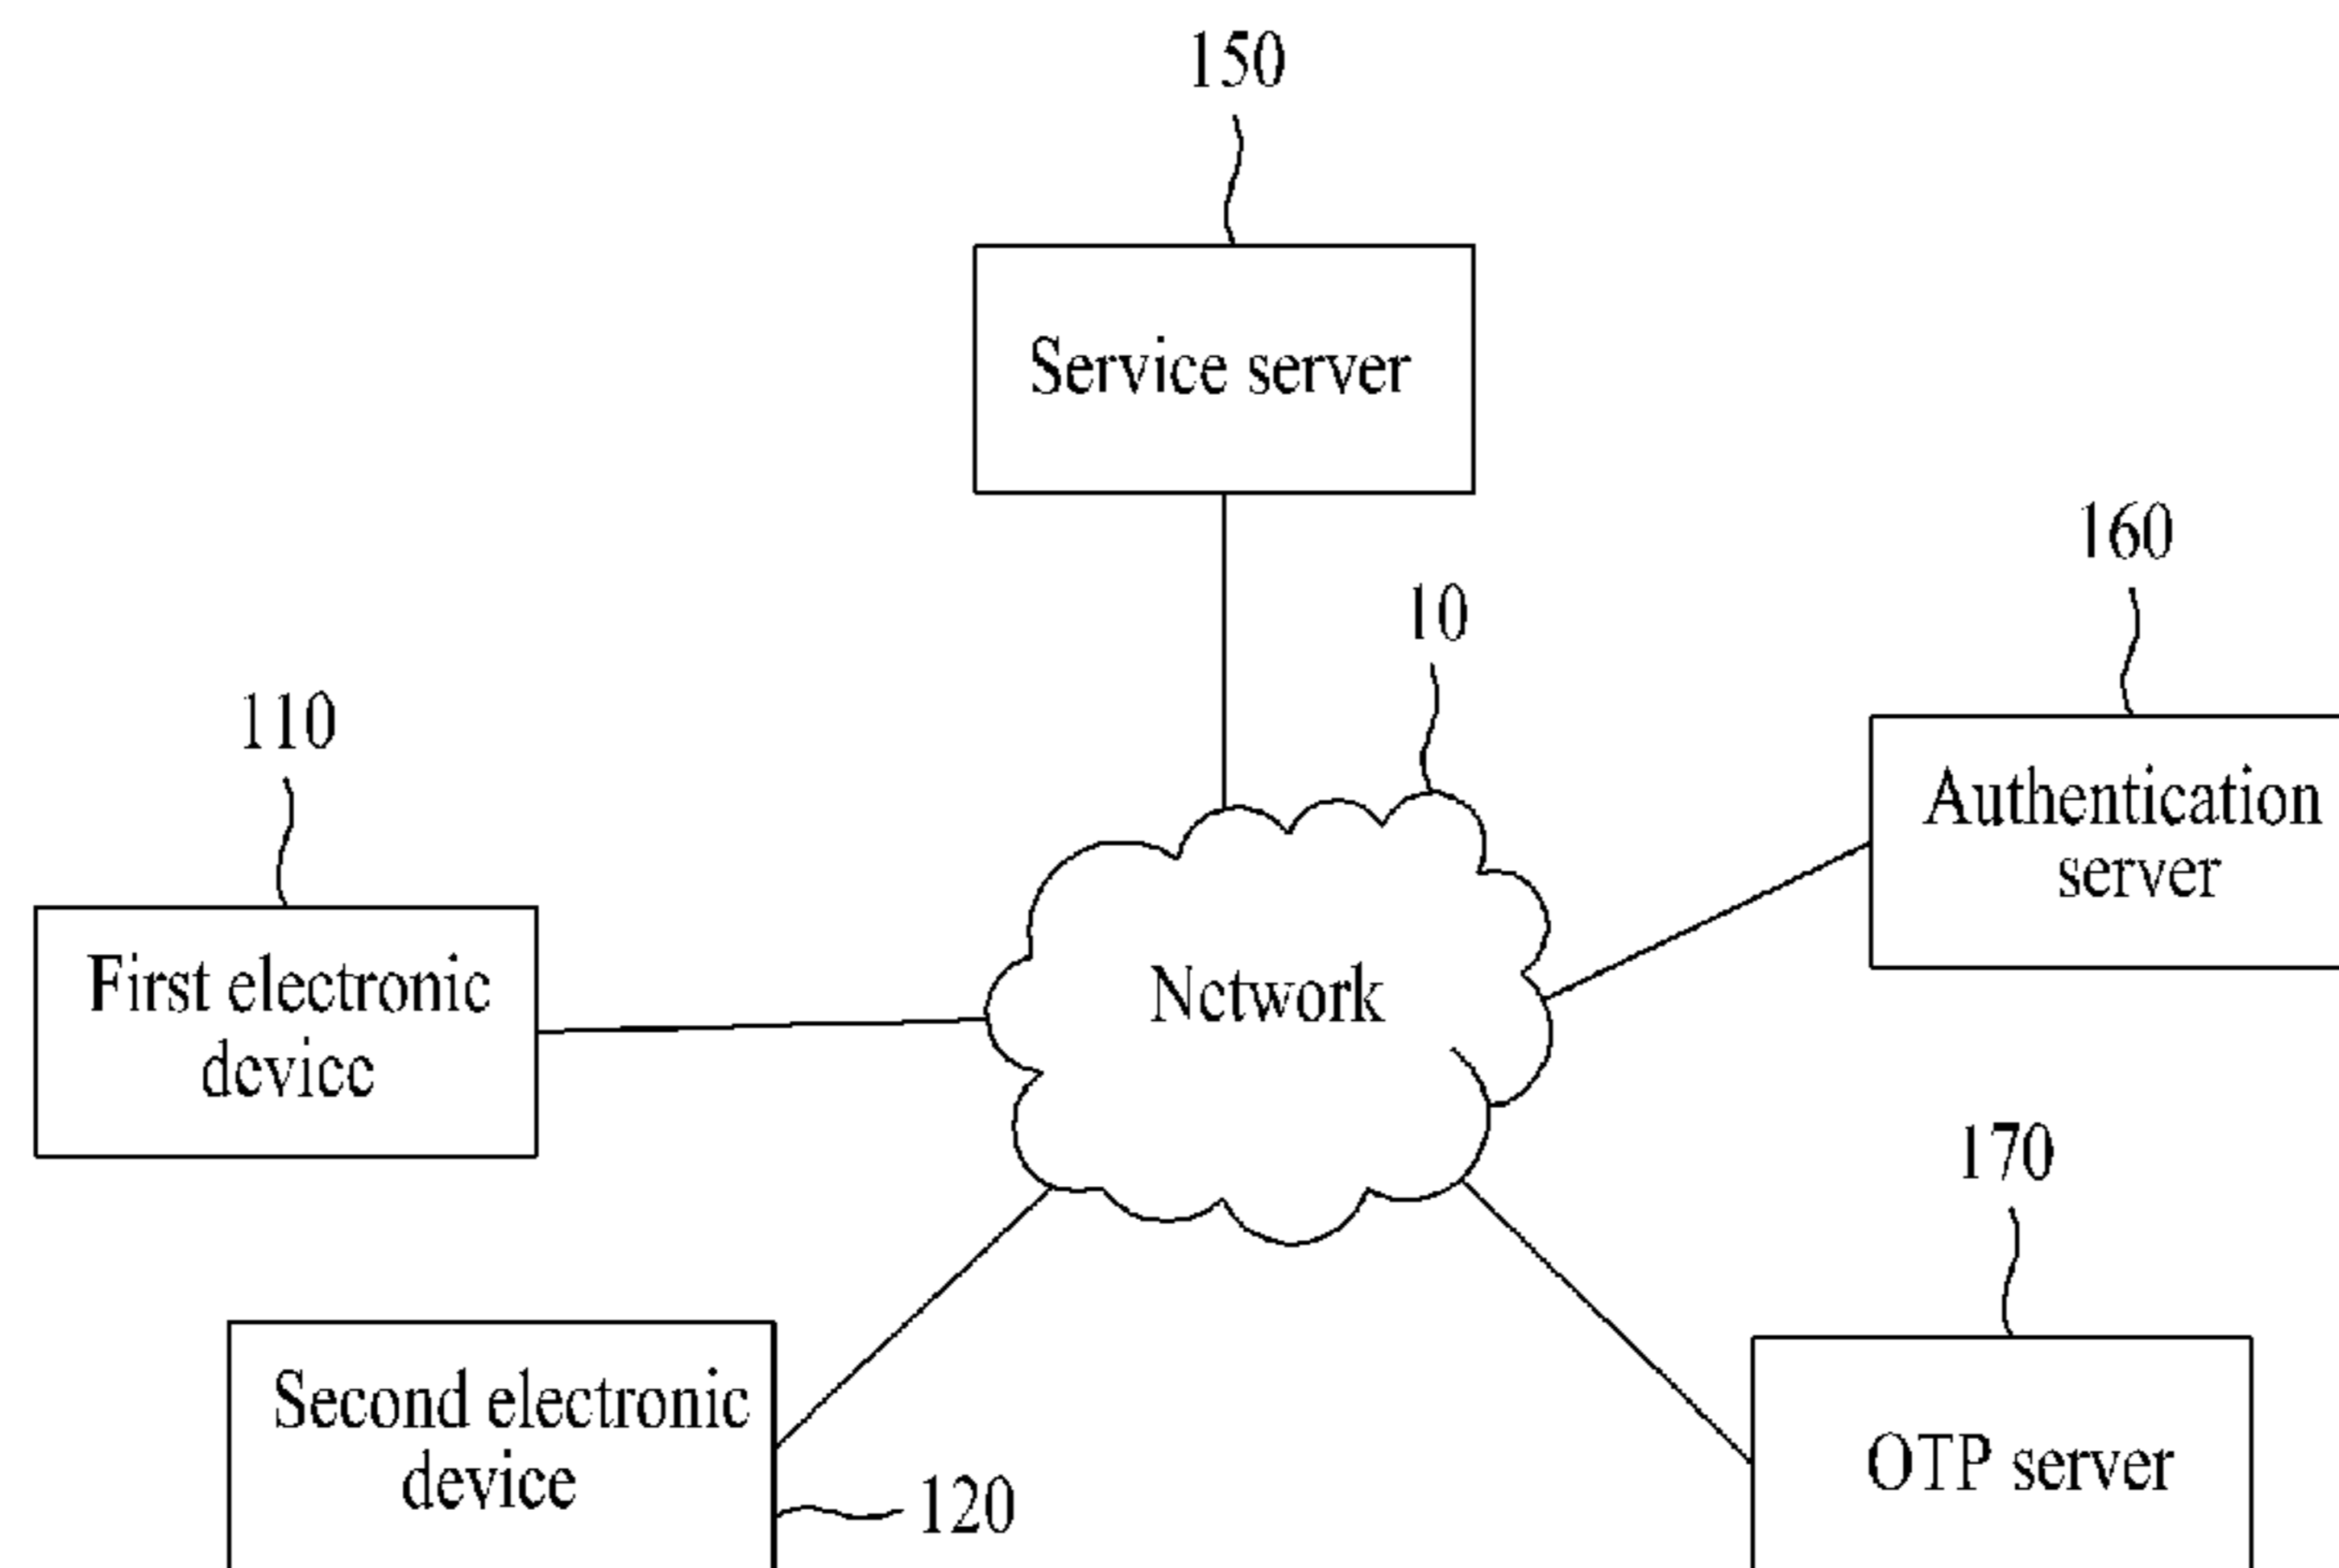 150
Service server
160
10
110
Authentication
server
First electronic
device
Network
170
Second electronic
device
OTP server
120